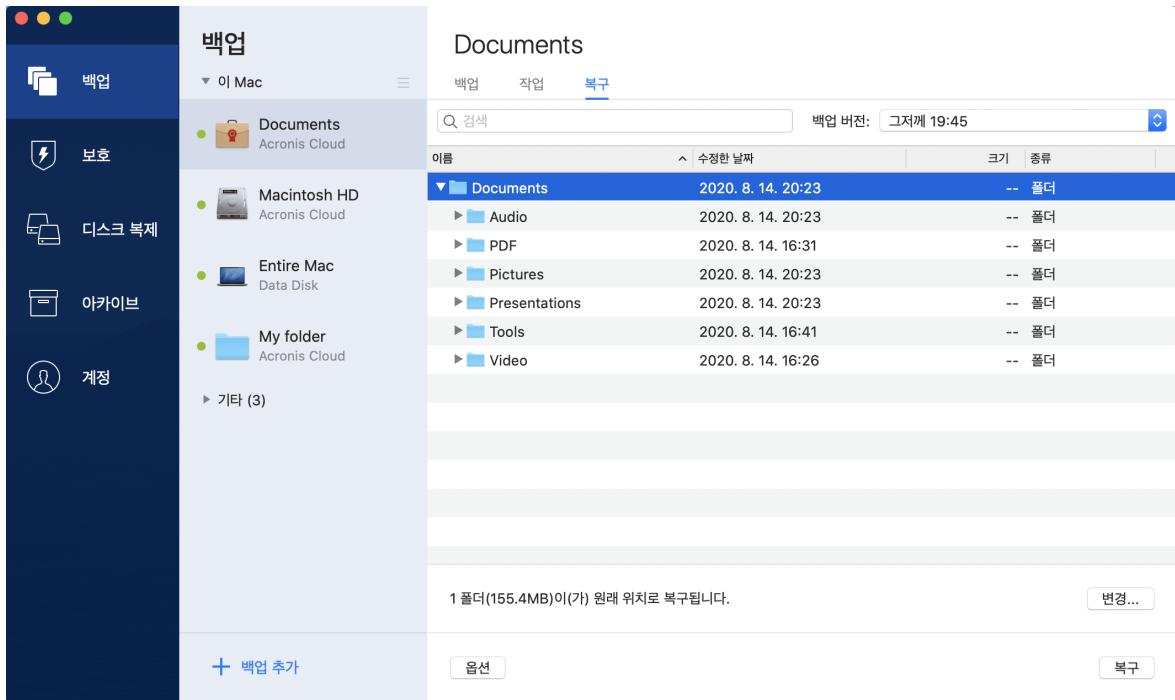 백업
보호
디스크 복제
아카이브
계정
백업
이 Mac
Documents
Acronis Cloud
Macintosh HD
Acronis Cloud
Entire Mac
Data Disk
My folder
Acronis Cloud
기타 (3)
백업 추가
Documents
백업 작업 복구
검색 백업 버전: 그저께 19:45
이름 수정한 날짜 크기 종류
Documents 2020. 8. 14. 20:23 -- 폴더
Audio 2020. 8. 14. 20:23 -- 폴더
PDF 2020. 8. 14. 16:31 -- 폴더
Pictures 2020. 8. 14. 20:23 -- 폴더
Presentations 2020. 8. 14. 20:23 -- 폴더
Tools 2020. 8. 14. 16:41 -- 폴더
Video 2020. 8. 14. 16:26 -- 폴더
1 폴더(155.4MB)이(가) 원래 위치로 복구됩니다. 변경...
옵션 복구